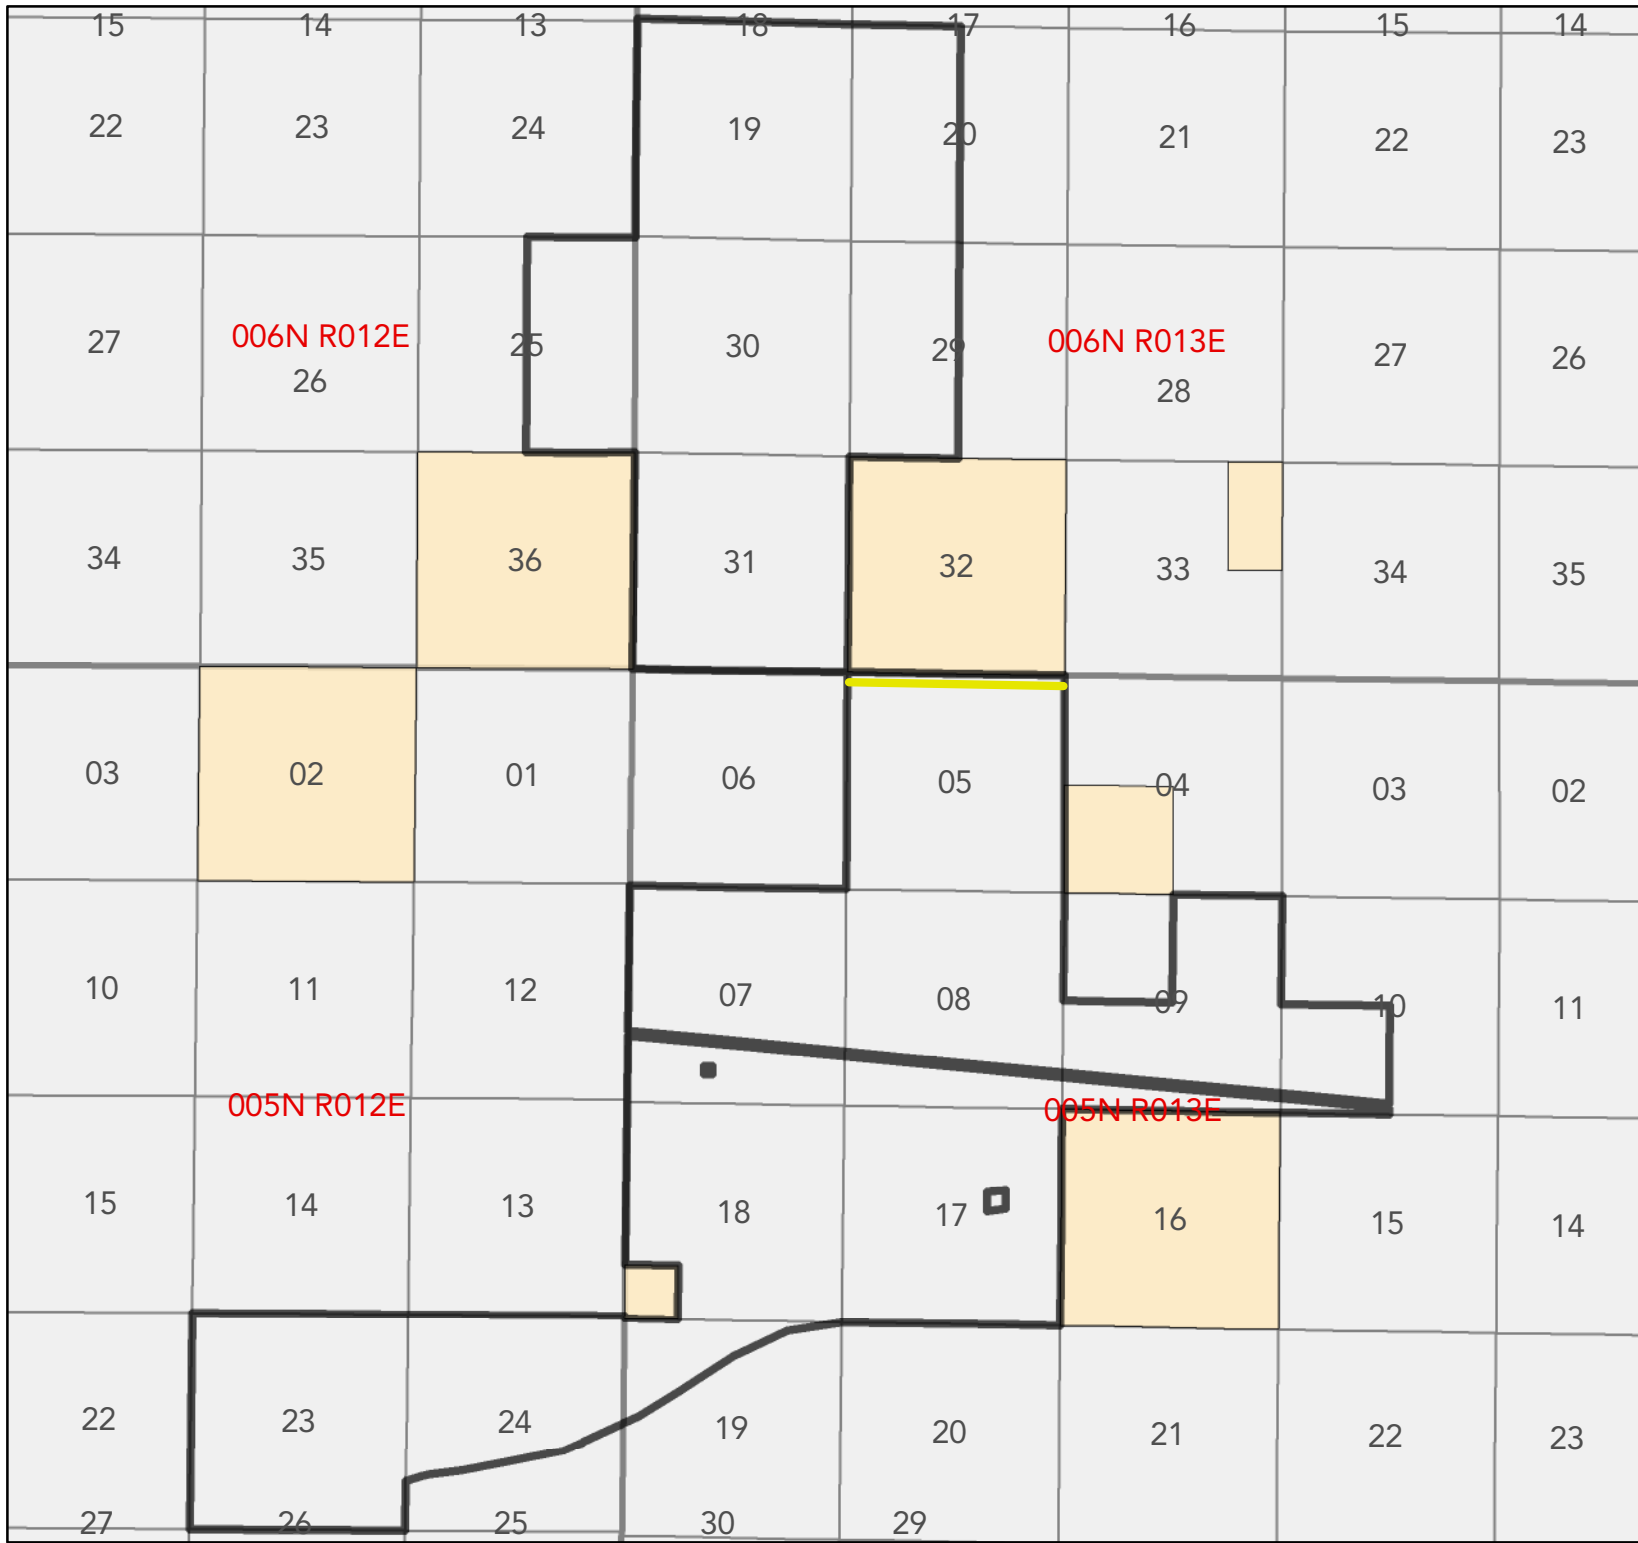 15 14 13 18 17 16 15 14
22 23 24 19 20 21 22 23
27 006N R012E 25 30 29 006N R013E 27 26
26 28
34 35 36 31 32 33 34 35
03 02 01 06 05 04 03 02
10 11 12 07 08 09 10 11
005N R012E 005N R013E
15 14 13 18 17 16 15 14
22 23 24 19 20 21 22 23
27 26 25 30 29